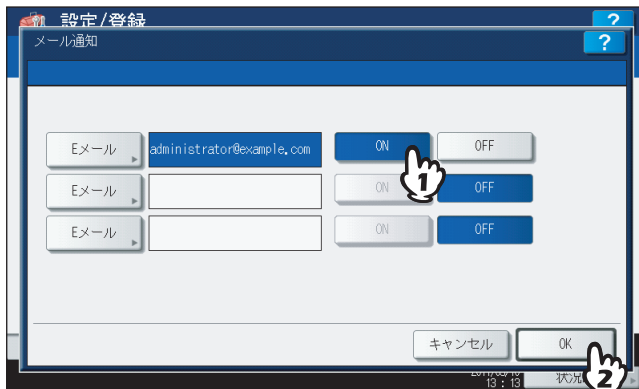 設定/登録 ?
メール通知 ?
Eメール administrator@example.com ON OFF
Eメール ON OFF
Eメール ON OFF
1
キャンセル OK
2
13:13 状況